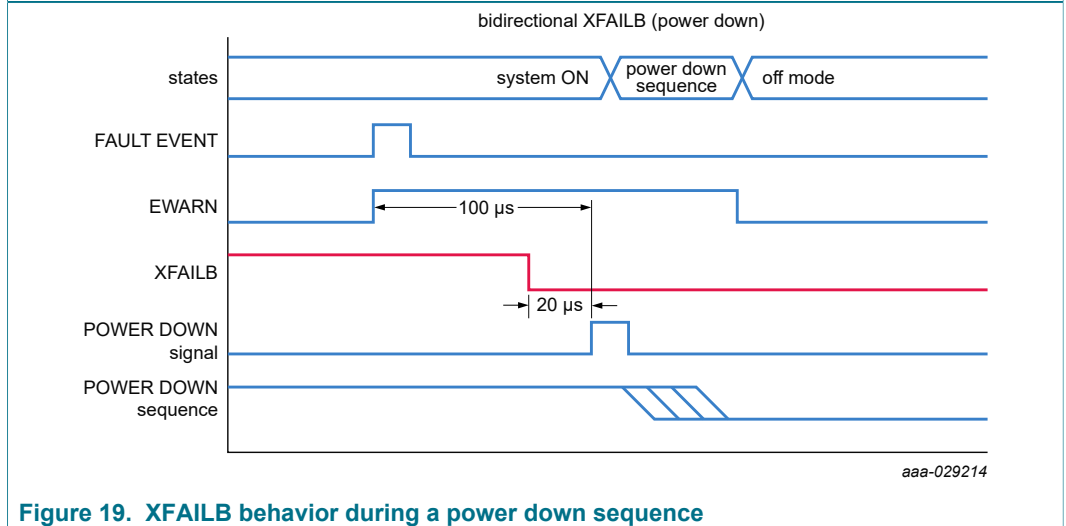 bidirectional XFAILB (power down)
states
system ON
power down
sequence
off mode
FAULT EVENT
EWARN
100 µs
XFAILB
20 µs
POWER DOWN
signal
POWER DOWN
sequence
aaa-029214
Figure 19. XFAILB behavior during a power down sequence